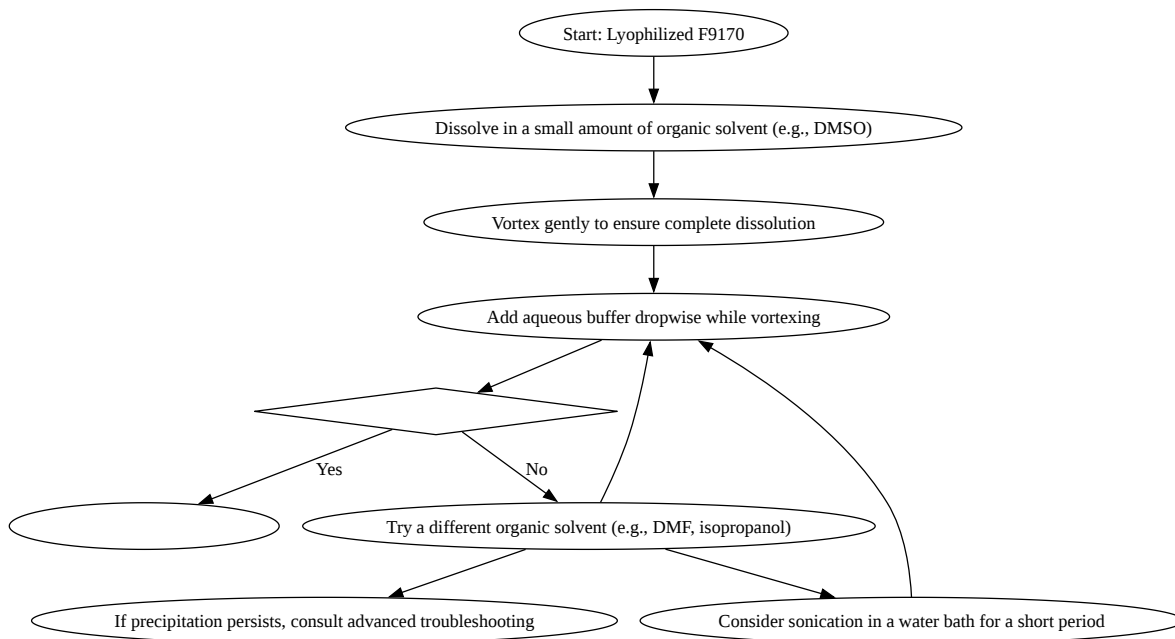 Start: Lyophilized F9170
Dissolve in a small amount of organic solvent (e.g., DMSO)
Vortex gently to ensure complete dissolution
Add aqueous buffer dropwise while vortexing
Yes
No
Try a different organic solvent (e.g., DMF, isopropanol)
If precipitation persists, consult advanced troubleshooting
Consider sonication in a water bath for a short period